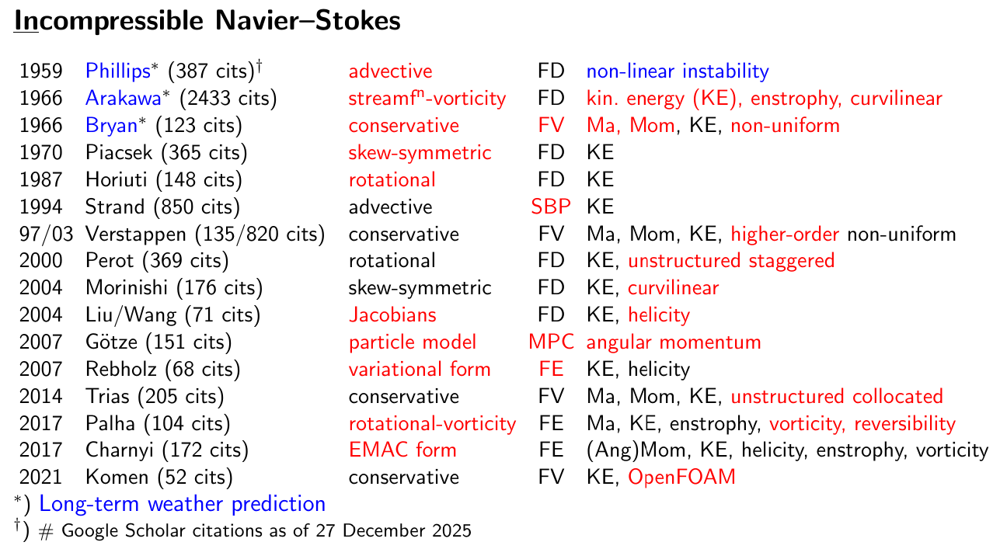 Incompressible Navier–Stokes
1959 Phillips* (387 cits)† advective FD non-linear instability
1966 Arakawa* (2433 cits) streamfⁿ-vorticity FD kin. energy (KE), enstrophy, curvilinear
1966 Bryan* (123 cits) conservative FV Ma, Mom, KE, non-uniform
1970 Piacsek (365 cits) skew-symmetric FD KE
1987 Horiuti (148 cits) rotational FD KE
1994 Strand (850 cits) advective SBP KE
97/03 Verstappen (135/820 cits) conservative FV Ma, Mom, KE, higher-order non-uniform
2000 Perot (369 cits) rotational FD KE, unstructured staggered
2004 Morinishi (176 cits) skew-symmetric FD KE, curvilinear
2004 Liu/Wang (71 cits) Jacobians FD KE, helicity
2007 Götze (151 cits) particle model MPC angular momentum
2007 Rebholz (68 cits) variational form FE KE, helicity
2014 Trias (205 cits) conservative FV Ma, Mom, KE, unstructured collocated
2017 Palha (104 cits) rotational-vorticity FE Ma, KE, enstrophy, vorticity, reversibility
2017 Charnyi (172 cits) EMAC form FE (Ang)Mom, KE, helicity, enstrophy, vorticity
2021 Komen (52 cits) conservative FV KE, OpenFOAM
*) Long-term weather prediction
†) # Google Scholar citations as of 27 December 2025